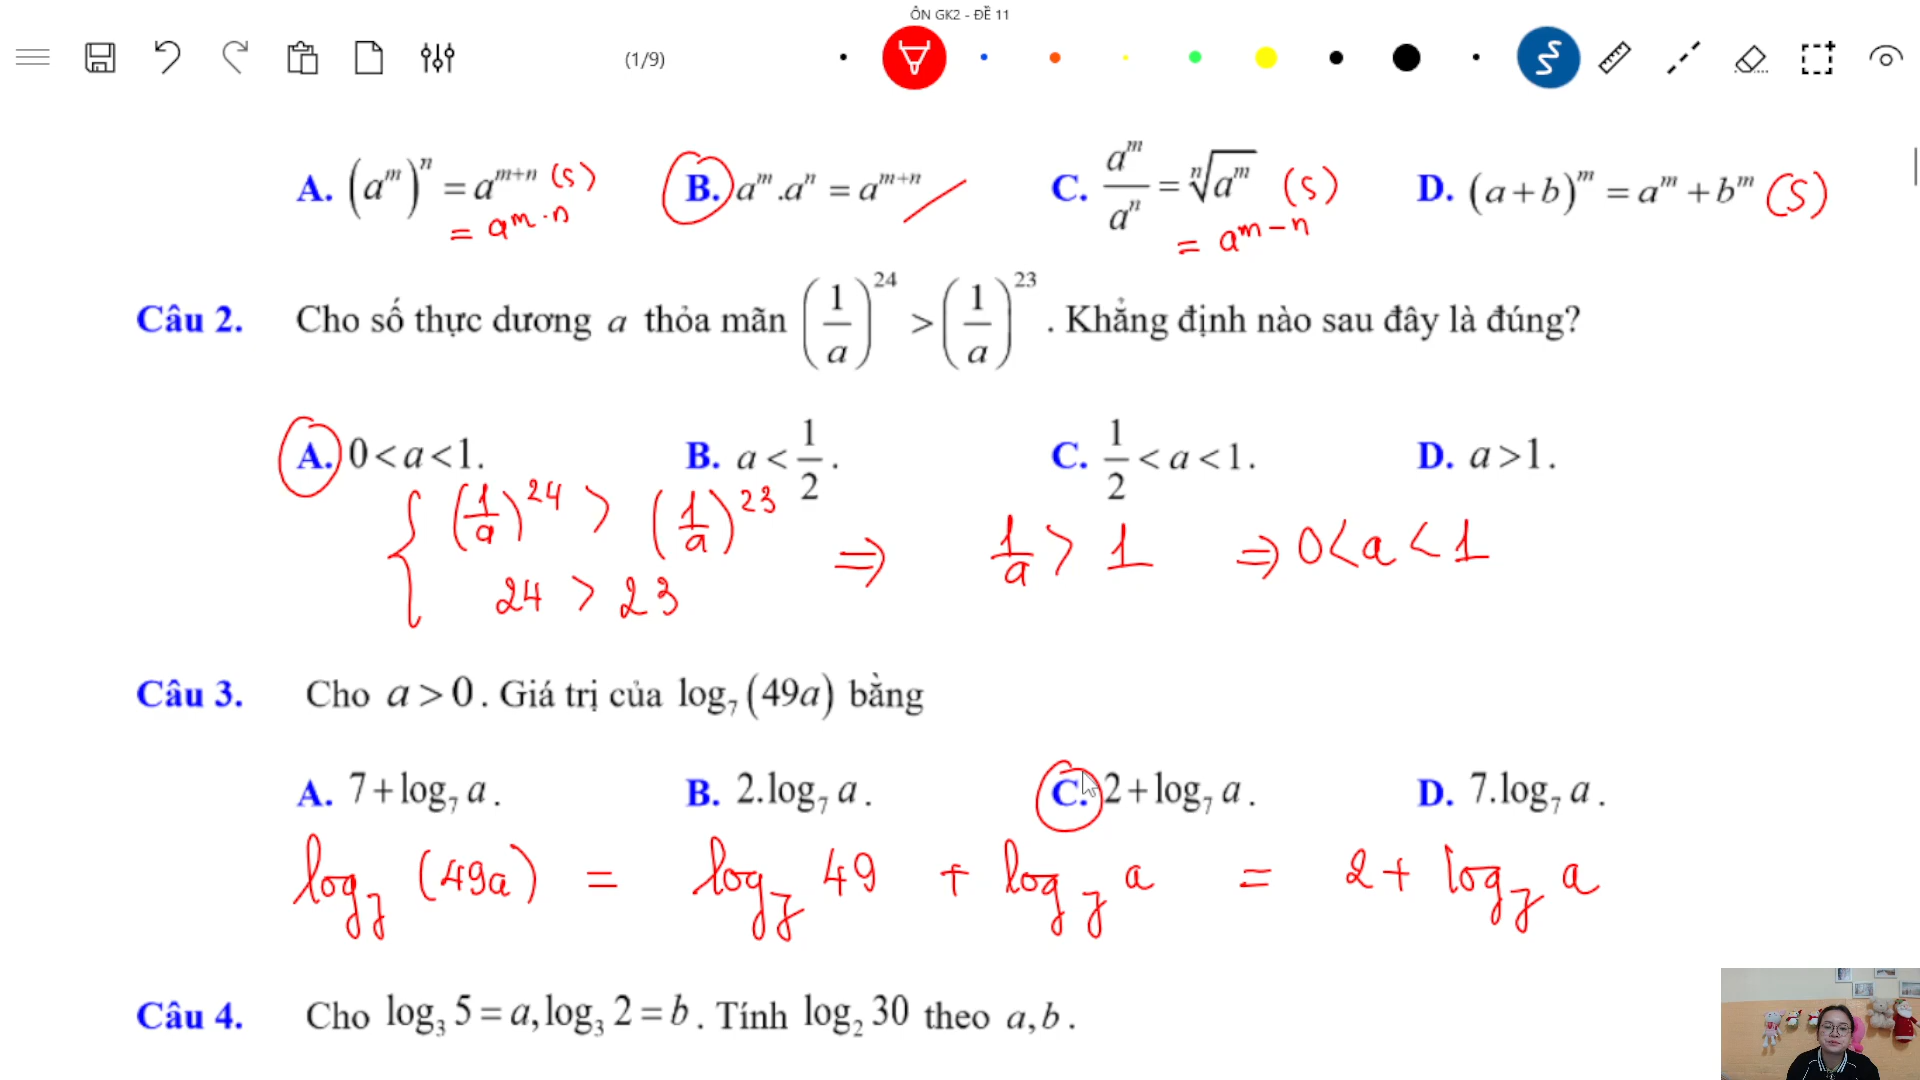 ÔN GK2 - ĐỀ 11
(1/9)
A. (a^m)^n = a^{m+n} (S) B. a^m.a^n = a^{m+n} C. a^m/a^n = ⁿ√(a^m) (S) D. (a+b)^m = a^m + b^m (S)
= a^{m.n} = a^{m-n}
Câu 2. Cho số thực dương a thỏa mãn (1/a)^24 > (1/a)^23. Khẳng định nào sau đây là đúng?
A. 0 < a < 1. B. a < 1/2. C. 1/2 < a < 1. D. a > 1.
{ (1/a)^24 > (1/a)^23
24 > 23 ⇒ 1/a > 1 ⇒ 0 < a < 1
Câu 3. Cho a > 0. Giá trị của log₇(49a) bằng
A. 7 + log₇ a. B. 2.log₇ a. C. 2 + log₇ a. D. 7.log₇ a.
log₇ (49a) = log₇ 49 + log₇ a = 2 + log₇ a
Câu 4. Cho log₃ 5 = a, log₃ 2 = b. Tính log₂ 30 theo a, b.